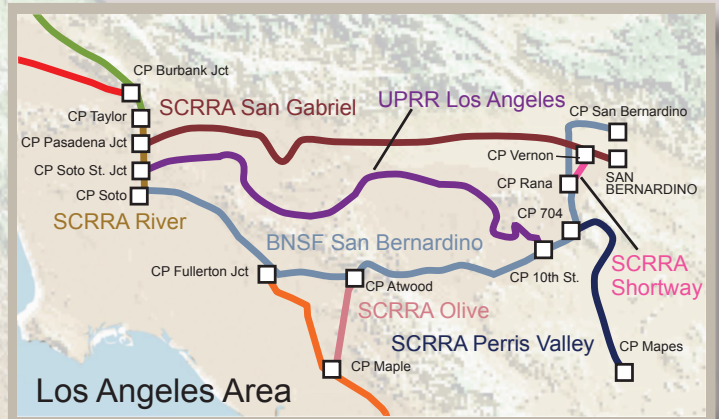 CP Burbank Jct
CP Taylor
SCRRA San Gabriel
UPRR Los Angeles
CP San Bernardino
CP Pasadena Jct
CP Vernon
CP Soto St. Jct
CP Rana
SAN
BERNARDINO
CP Soto
CP 704
SCRRA River
BNSF San Bernardino
SCRRA
Shortway
CP Fullerton Jct
CP Atwood
CP 10th St.
SCRRA Olive
SCRRA Perris Valley
CP Mapes
CP Maple
Los Angeles Area